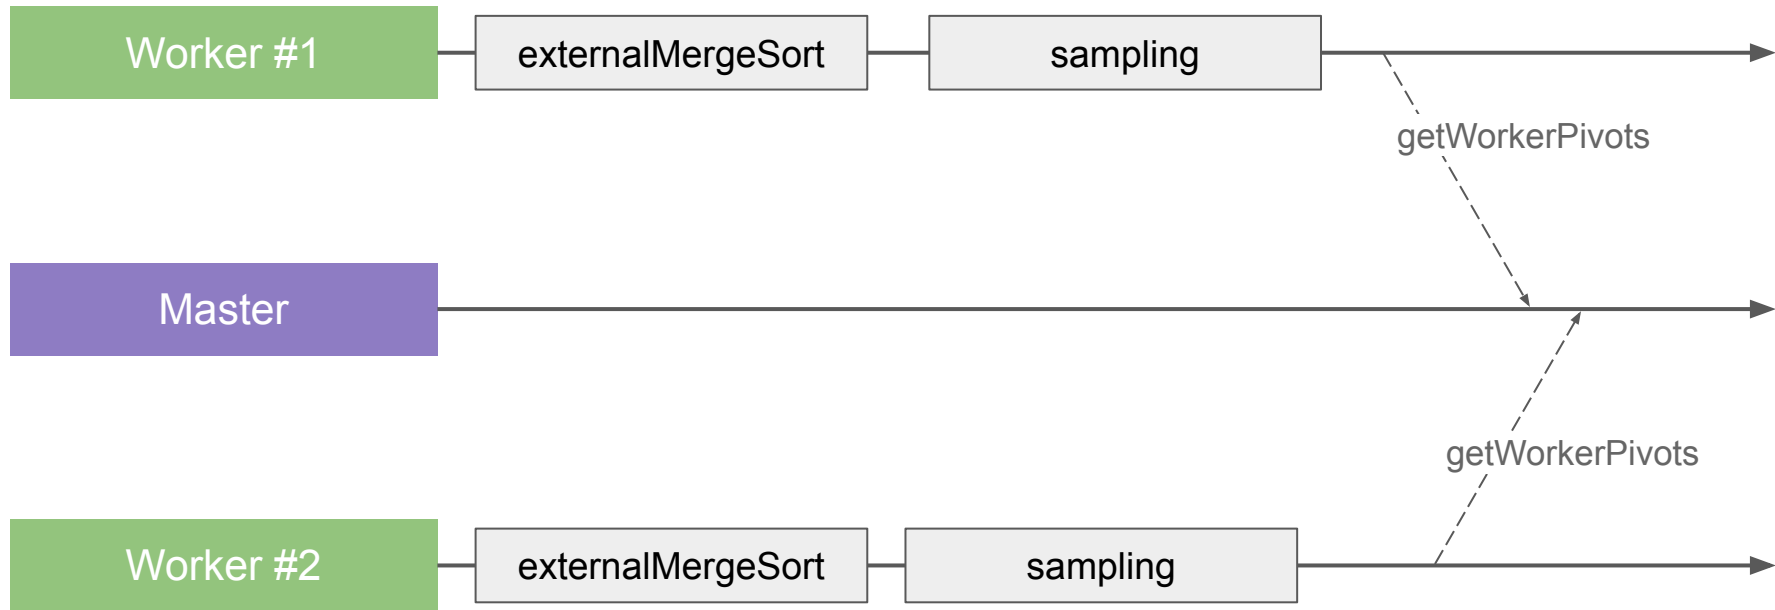 Worker #1
externalMergeSort
sampling
getWorkerPivots
Master
getWorkerPivots
Worker #2
externalMergeSort
sampling